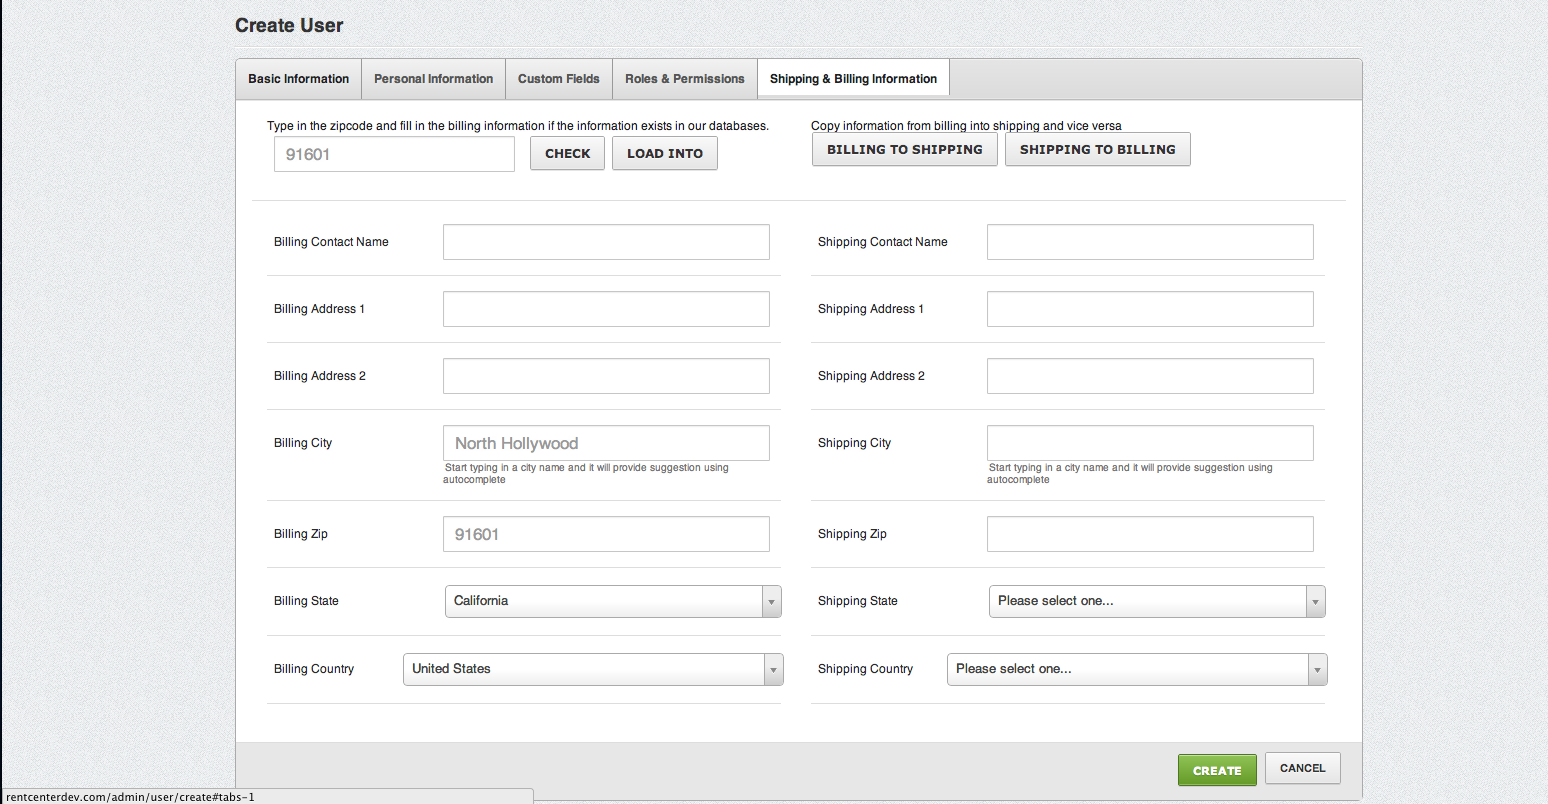 Create User
Basic Information
Personal Information
Custom Fields
Roles & Permissions
Shipping & Billing Information
Type in the zipcode and fill in the billing information if the information exists in our databases.
91601
CHECK
LOAD INTO
Copy information from billing into shipping and vice versa
BILLING TO SHIPPING
SHIPPING TO BILLING
Billing Contact Name
Shipping Contact Name
Billing Address 1
Shipping Address 1
Billing Address 2
Shipping Address 2
Billing City
North Hollywood
Start typing in a city name and it will provide suggestion using
autocomplete
Shipping City
Start typing in a city name and it will provide suggestion using
autocomplete
Billing Zip
91601
Shipping Zip
Billing State
California
Shipping State
Please select one...
Billing Country
United States
Shipping Country
Please select one...
CREATE
CANCEL
rentcenterdev.com/admin/user/create#tabs-1